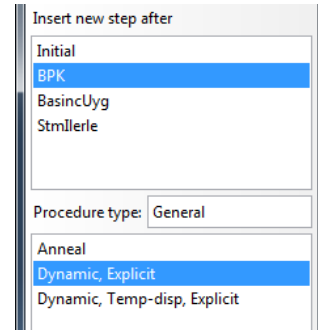 Insert new step after
Initial
BPK
BasincUyg
StmIlerle
Procedure type: General
Anneal
Dynamic, Explicit
Dynamic, Temp-disp, Explicit